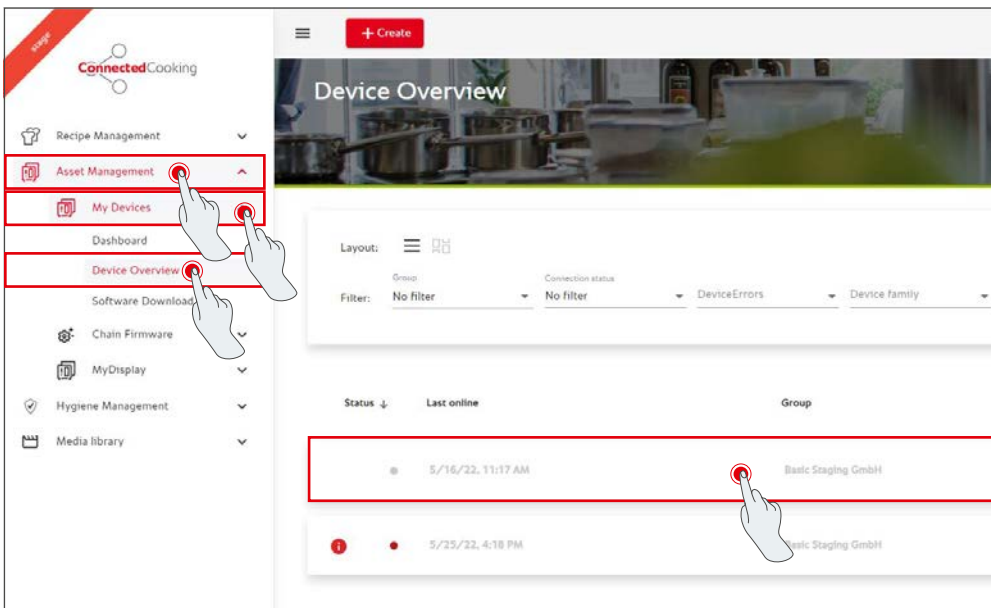 stage
ConnectedCooking
Recipe Management
Asset Management
My Devices
Dashboard
Device Overview
Software Download
Chain Firmware
MyDisplay
Hygiene Management
Media library
+ Create
Device Overview
Layout:
Group
Connection status
Filter:
No filter
No filter
DeviceErrors
Device family
Status ↓ Last online Group
5/16/22, 11:17 AM Basic Staging GmbH
5/25/22, 4:18 PM Basic Staging GmbH